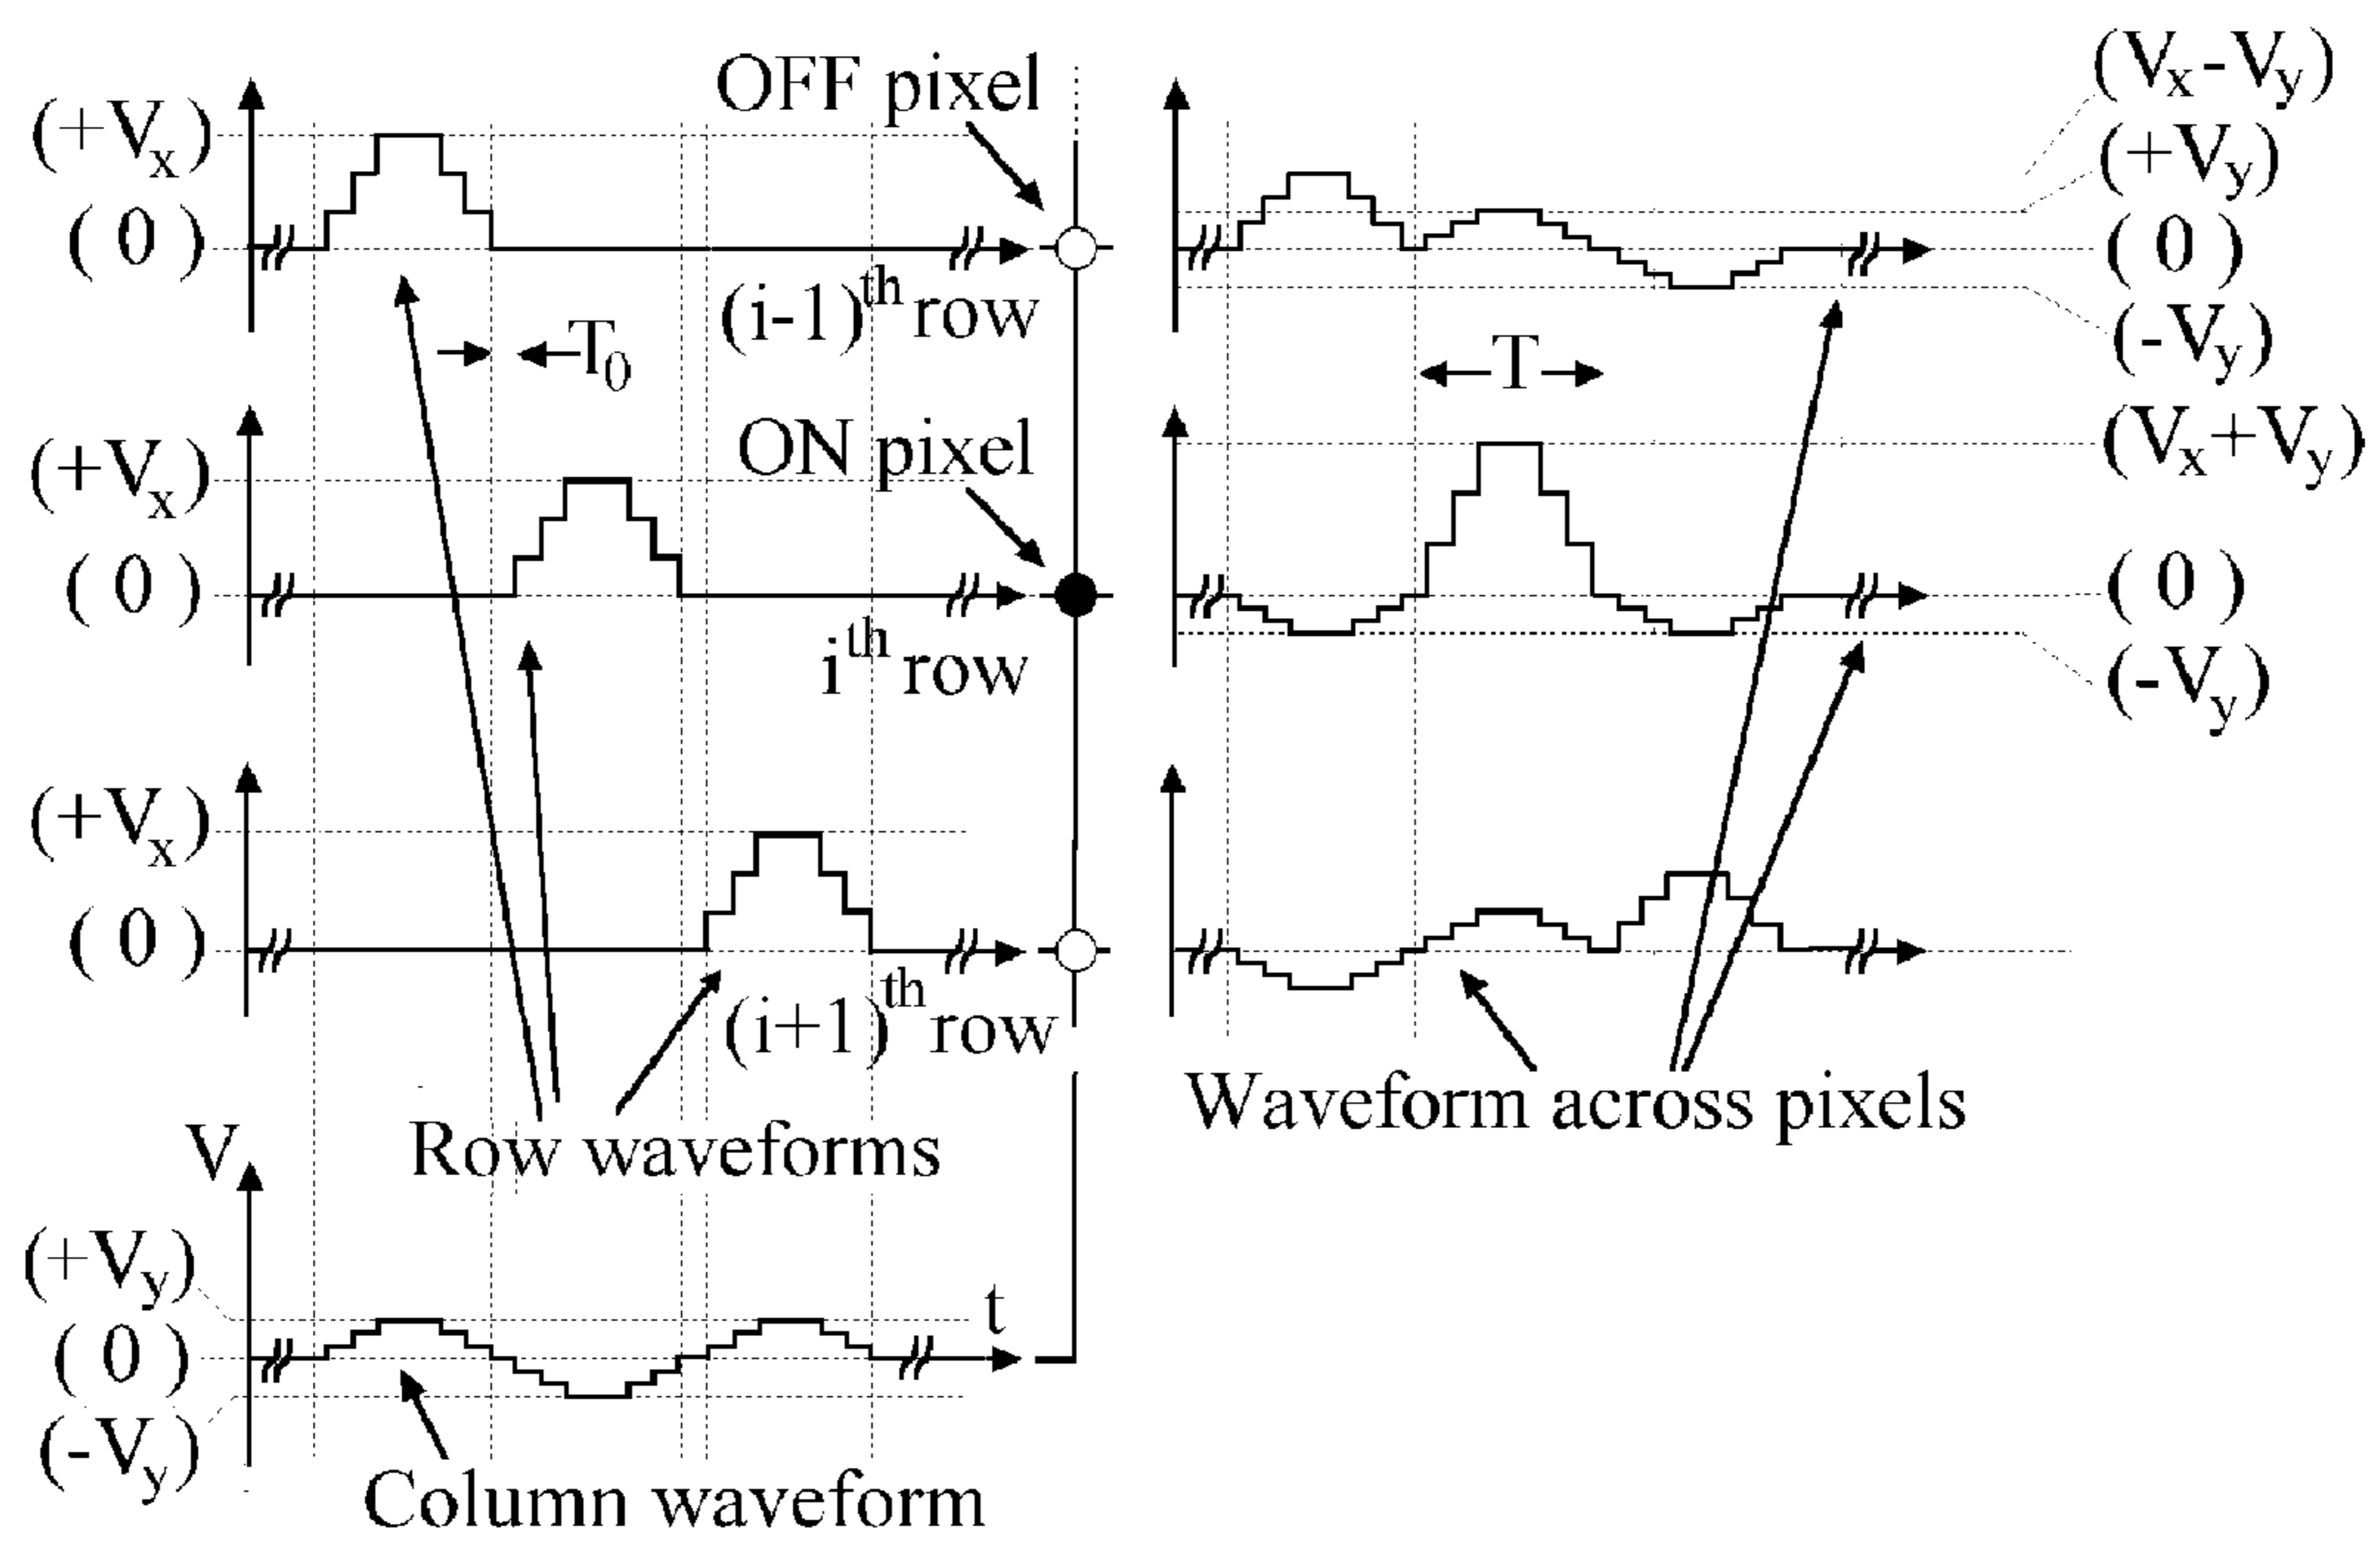 OFF pixel
(+Vx)
( 0 )
(i-1)th row
T0
ON pixel
(+Vx)
( 0 )
ith row
(+Vx)
( 0 )
(i+1)th row
Row waveforms
V
(+Vy)
( 0 )
(-Vy)
t
Column waveform
(Vx-Vy)
(+Vy)
( 0 )
(-Vy)
T
(Vx+Vy)
( 0 )
(-Vy)
Waveform across pixels